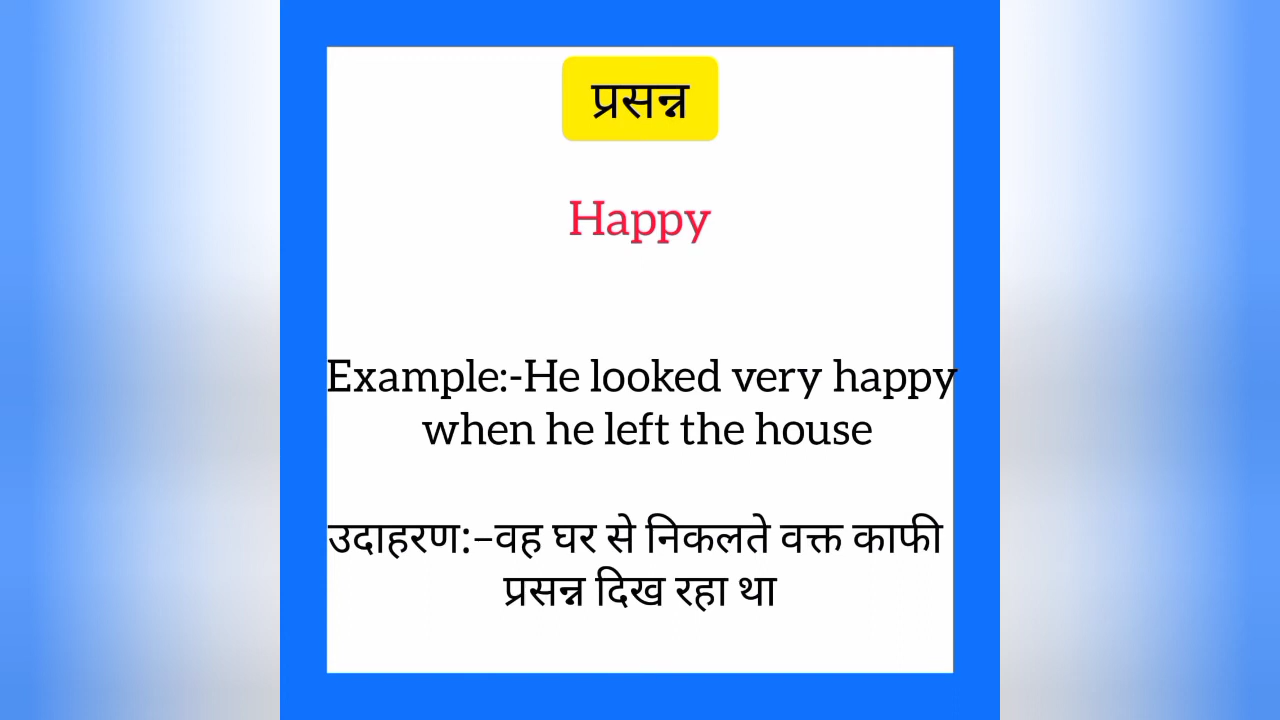 प्रसन्न
Happy
Example:-He looked very happy
when he left the house
उदाहरण:–वह घर से निकलते वक्त काफी
प्रसन्न दिख रहा था